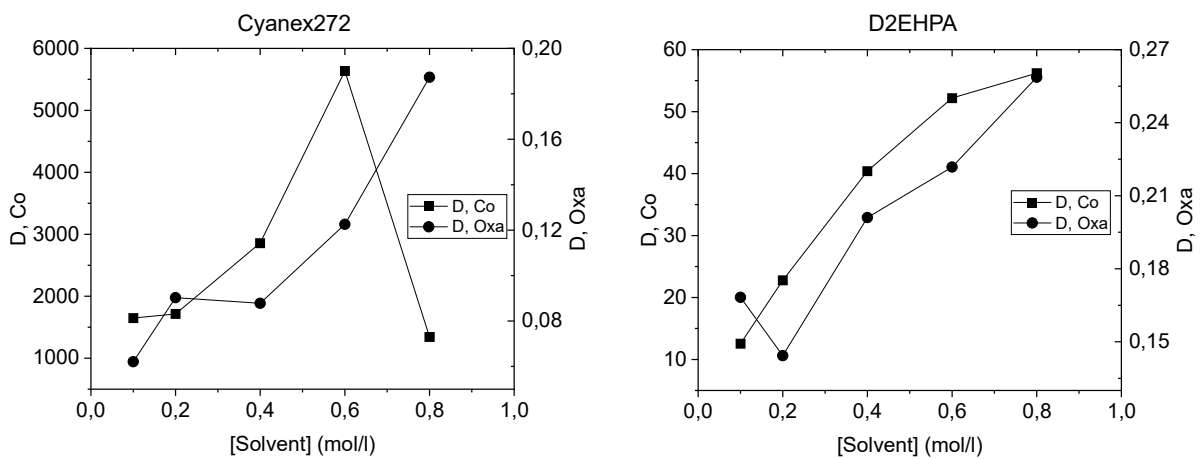 Cyanex272
D2EHPA
6000
5000
4000
3000
2000
1000
D, Co
0,20
0,16
0,12
0,08
D, Oxa
D, Co
D, Oxa
0,0 0,2 0,4 0,6 0,8 1,0
[Solvent] (mol/l)
60
50
40
30
20
10
D, Co
0,27
0,24
0,21
0,18
0,15
D, Oxa
D, Co
D, Oxa
0,0 0,2 0,4 0,6 0,8 1,0
[Solvent] (mol/l)